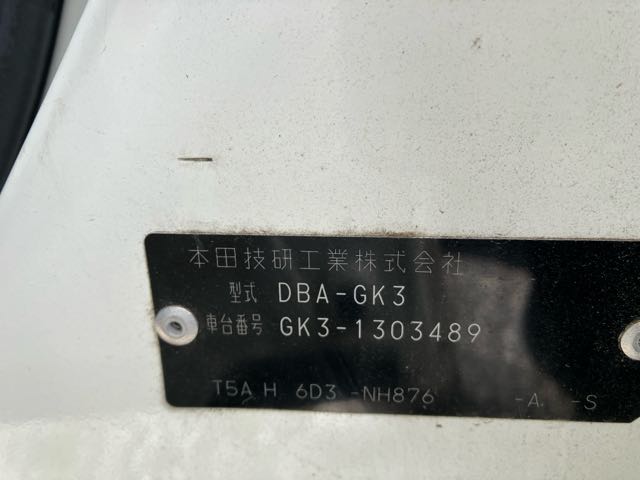 本田技研工業株式会社
型式 DBA-GK3
車台番号 GK3-1303489
T5A H 6D3 -NH876 -A. -S